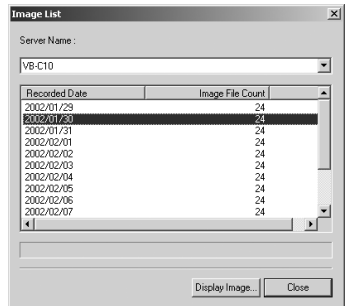 Image List
Server Name :
VB-C10
Recorded Date Image File Count
2002/01/29 24
2002/01/30 24
2002/01/31 24
2002/02/01 24
2002/02/02 24
2002/02/03 24
2002/02/04 24
2002/02/05 24
2002/02/06 24
2002/02/07 24
Display Image... Close